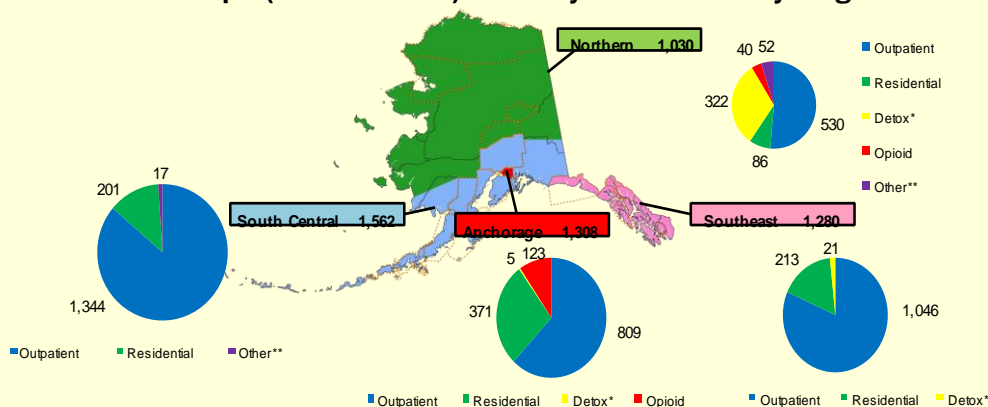 Northern 1,030
40 52
322
530
86
Outpatient
Residential
Detox*
Opioid
Other**
17
201
1,344
South Central 1,562
Anchorage 1,308
Southeast 1,280
5 123
371
809
21
213
1,046
Outpatient Residential Other**
Outpatient Residential Detox* Opioid
Outpatient Residential Detox*